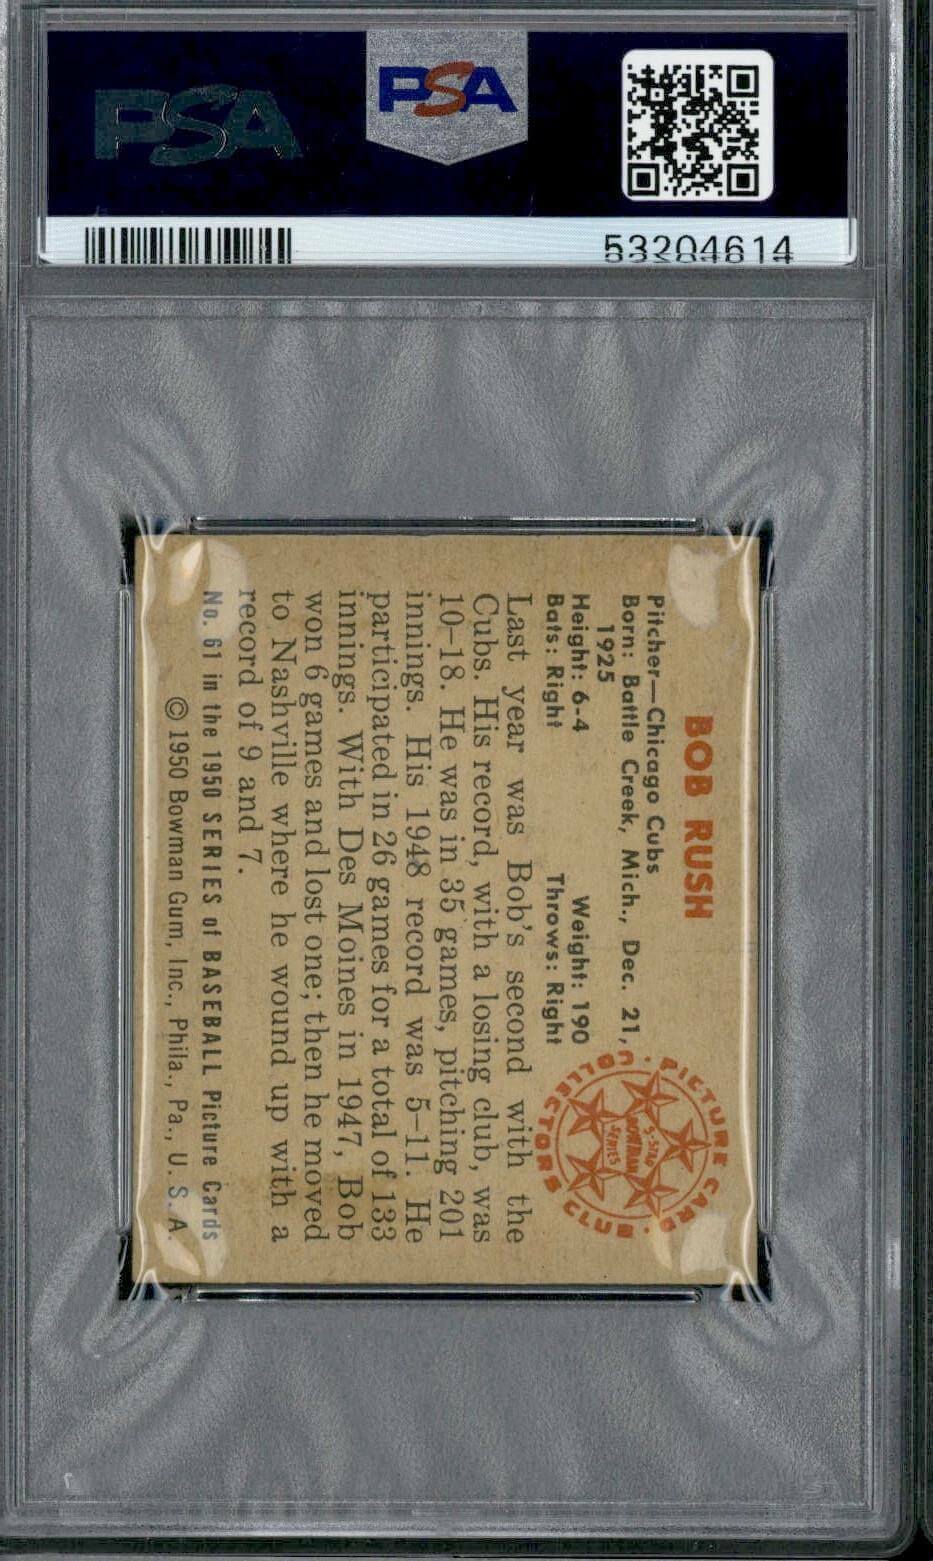 PSA
PSA
53204614
BOB RUSH
Pitcher—Chicago Cubs
Born: Battle Creek, Mich., Dec. 21,
1925
Height: 6-4 Weight: 190
Bats: Right Throws: Right
PICTURE CARD COLLECTORS CLUB
5-STAR
BOWMAN
SERIES
Last year was Bob's second with the
Cubs. His record, with a losing club, was
10-18. He was in 35 games, pitching 201
innings. His 1948 record was 5-11. He
participated in 26 games for a total of 133
innings. With Des Moines in 1947, Bob
won 6 games and lost one; then he moved
to Nashville where he wound up with a
record of 9 and 7.
No. 61 in the 1950 SERIES of BASEBALL Picture Cards
© 1950 Bowman Gum, Inc., Phila., Pa., U. S. A.